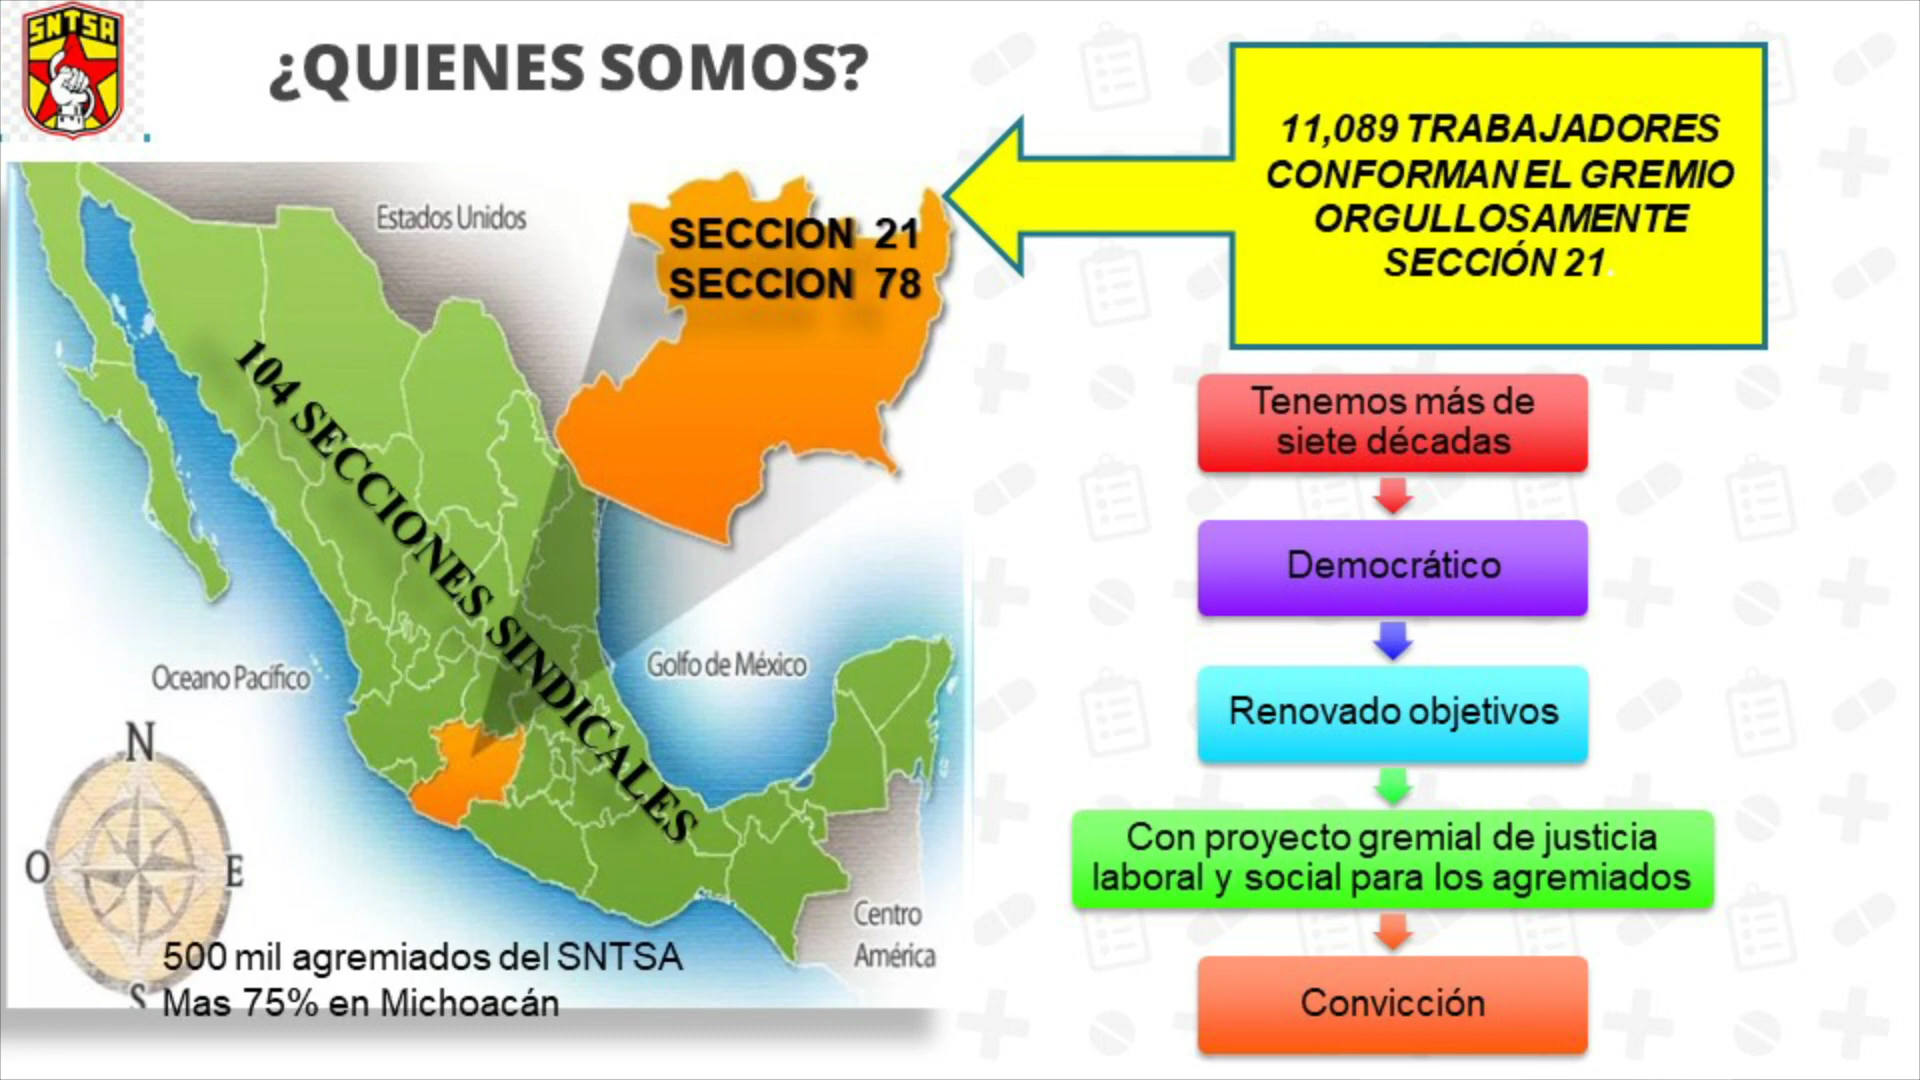 SNTSA
¿QUIENES SOMOS?
11,089 TRABAJADORES
CONFORMAN EL GREMIO
ORGULLOSAMENTE
SECCIÓN 21.
Estados Unidos
SECCION 21
SECCION 78
104 SECCIONES SINDICALES
Oceano Pacífico
Golfo de México
N
O
E
S
Centro
América
500 mil agremiados del SNTSA
Mas 75% en Michoacán
Tenemos más de
siete décadas
Democrático
Renovado objetivos
Con proyecto gremial de justicia
laboral y social para los agremiados
Convicción